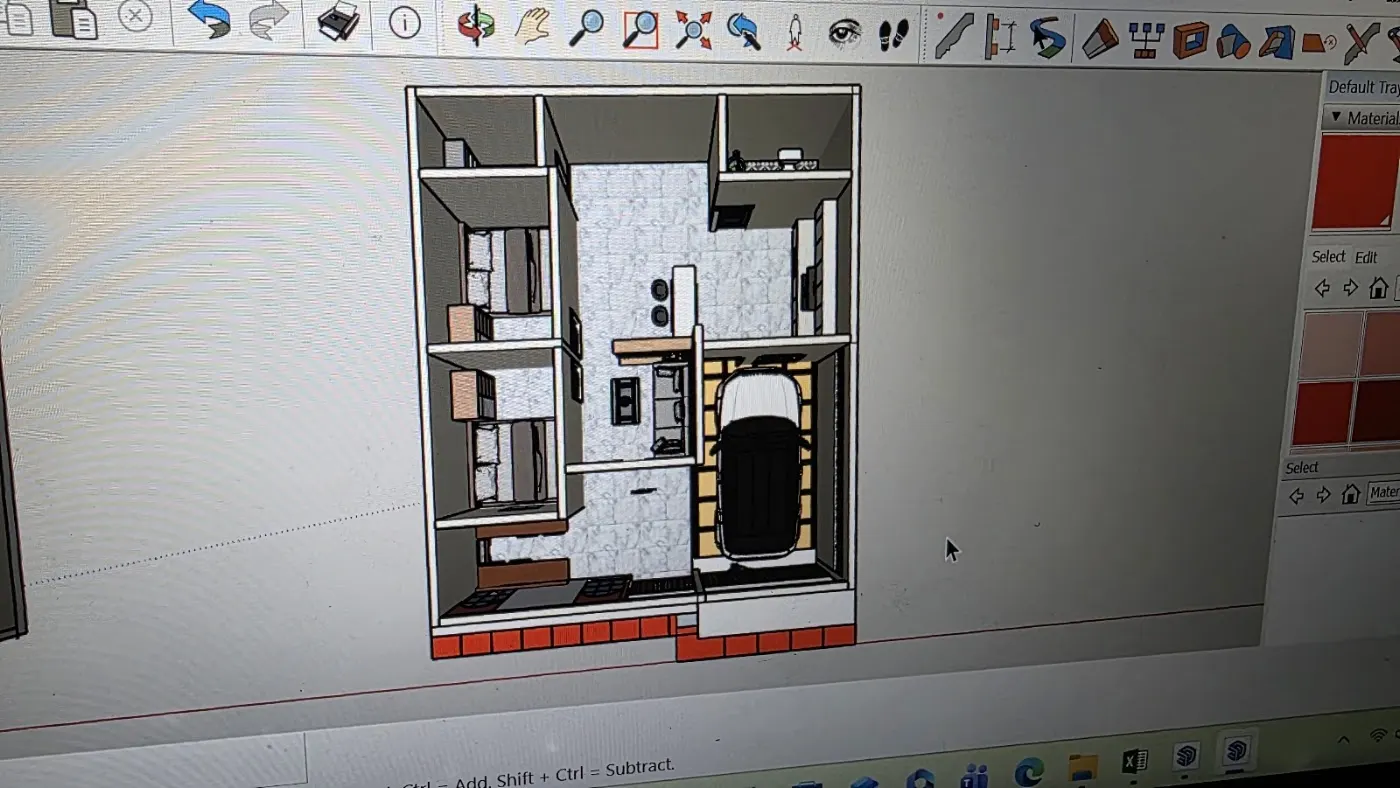 Default Tray
Material
Select Edit
Select
Mater
Ctrl = Add, Shift + Ctrl = Subtract.